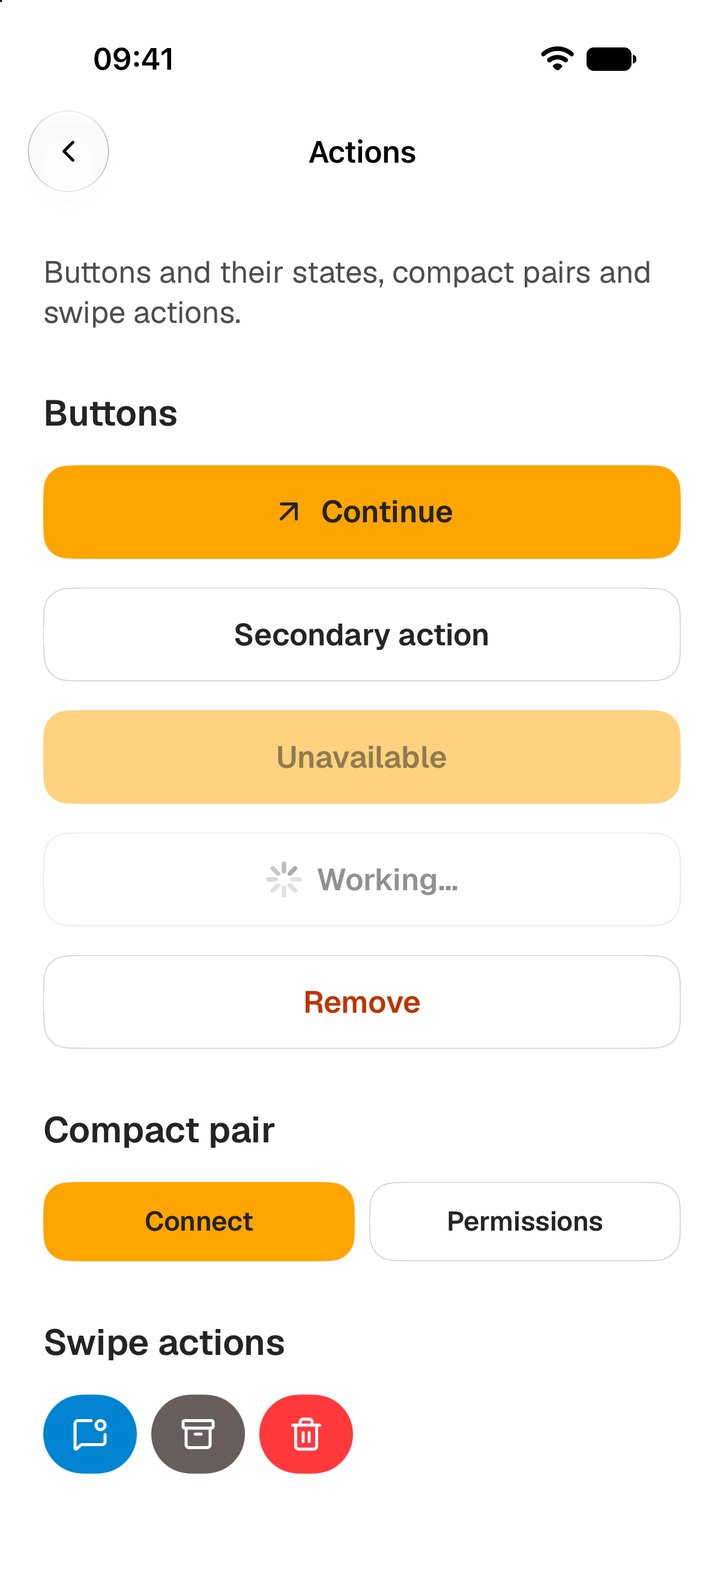 09:41
Actions
Buttons and their states, compact pairs and
swipe actions.
Buttons
Continue
Secondary action
Unavailable
Working...
Remove
Compact pair
Connect
Permissions
Swipe actions